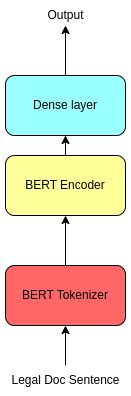 Output
Dense layer
BERT Encoder
BERT Tokenizer
Legal Doc Sentence